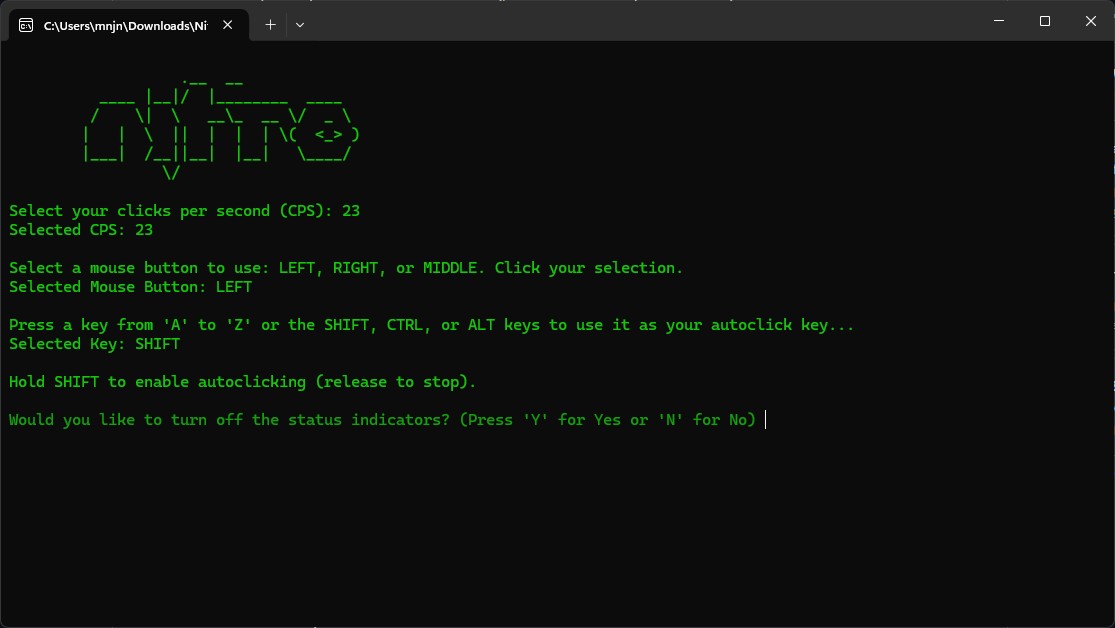 C:\Users\mnjn\Downloads\Ni
nitro
Select your clicks per second (CPS): 23
Selected CPS: 23
Select a mouse button to use: LEFT, RIGHT, or MIDDLE. Click your selection.
Selected Mouse Button: LEFT
Press a key from 'A' to 'Z' or the SHIFT, CTRL, or ALT keys to use it as your autoclick key...
Selected Key: SHIFT
Hold SHIFT to enable autoclicking (release to stop).
Would you like to turn off the status indicators? (Press 'Y' for Yes or 'N' for No)